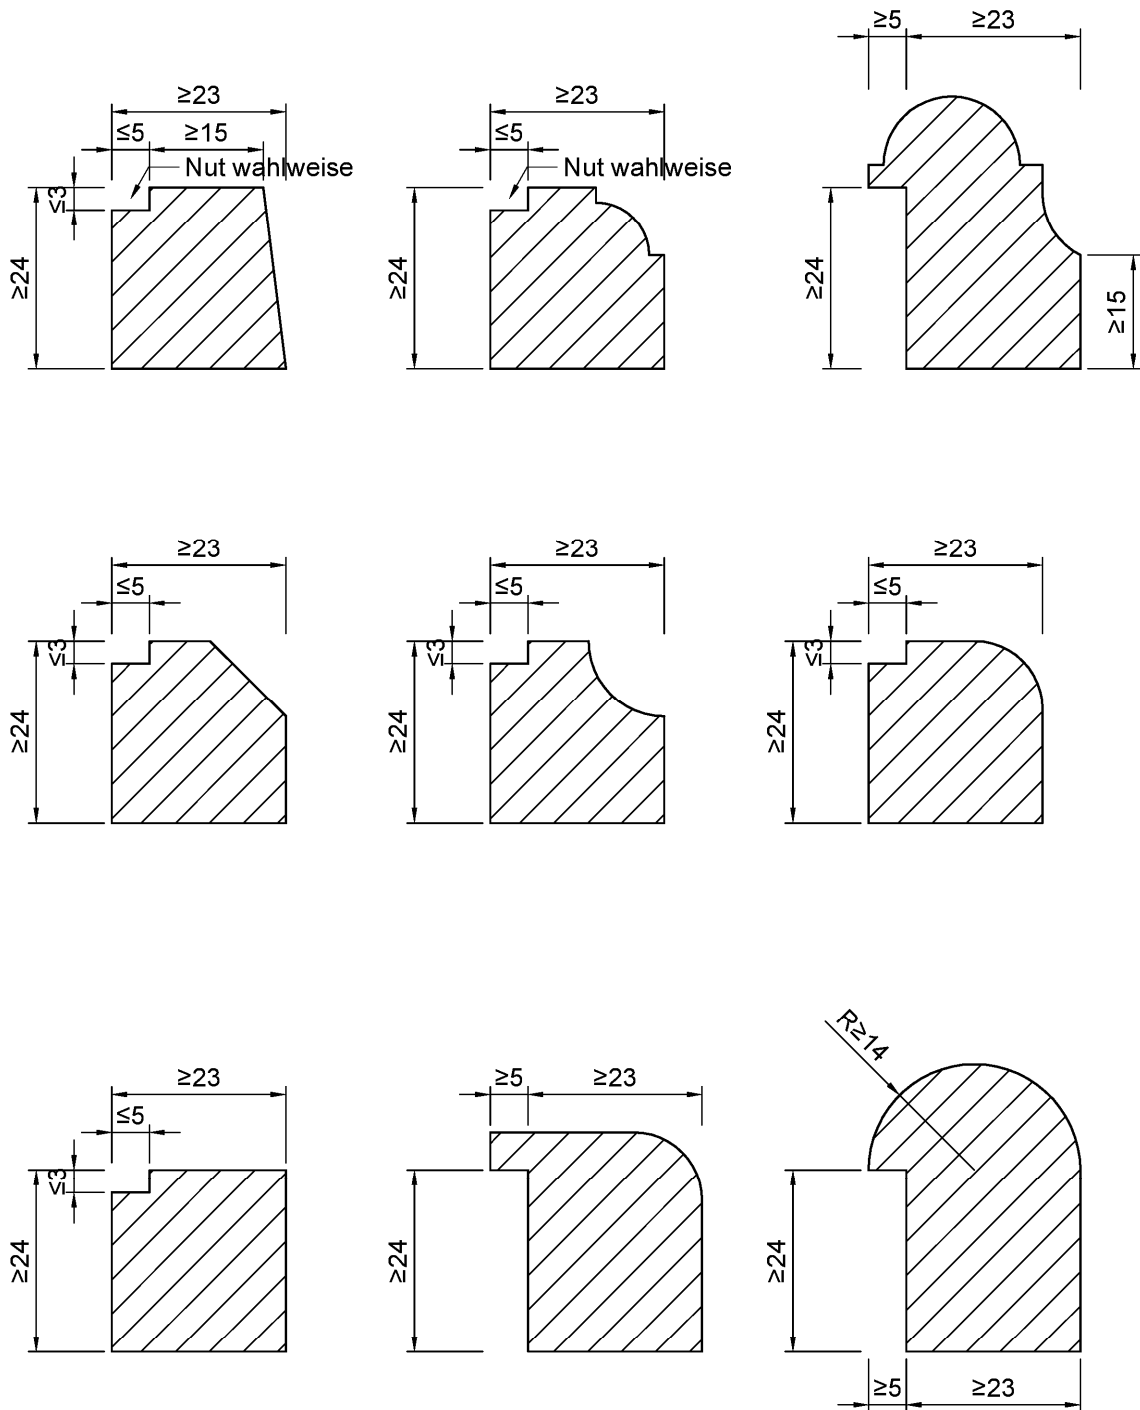 ≥5 ≥23
≥23 ≥23
≤5 ≥15 ≤5
Nut wahlweise Nut wahlweise
≤3
≥24 ≥24 ≥24
≥15
≥23 ≥23 ≥23
≤5 ≤5 ≤5
≤3 ≤3 ≤3
≥24 ≥24 ≥24
R≥14
≥23 ≥5 ≥23
≤5
≤3
≥24 ≥24 ≥24
≥5 ≥23